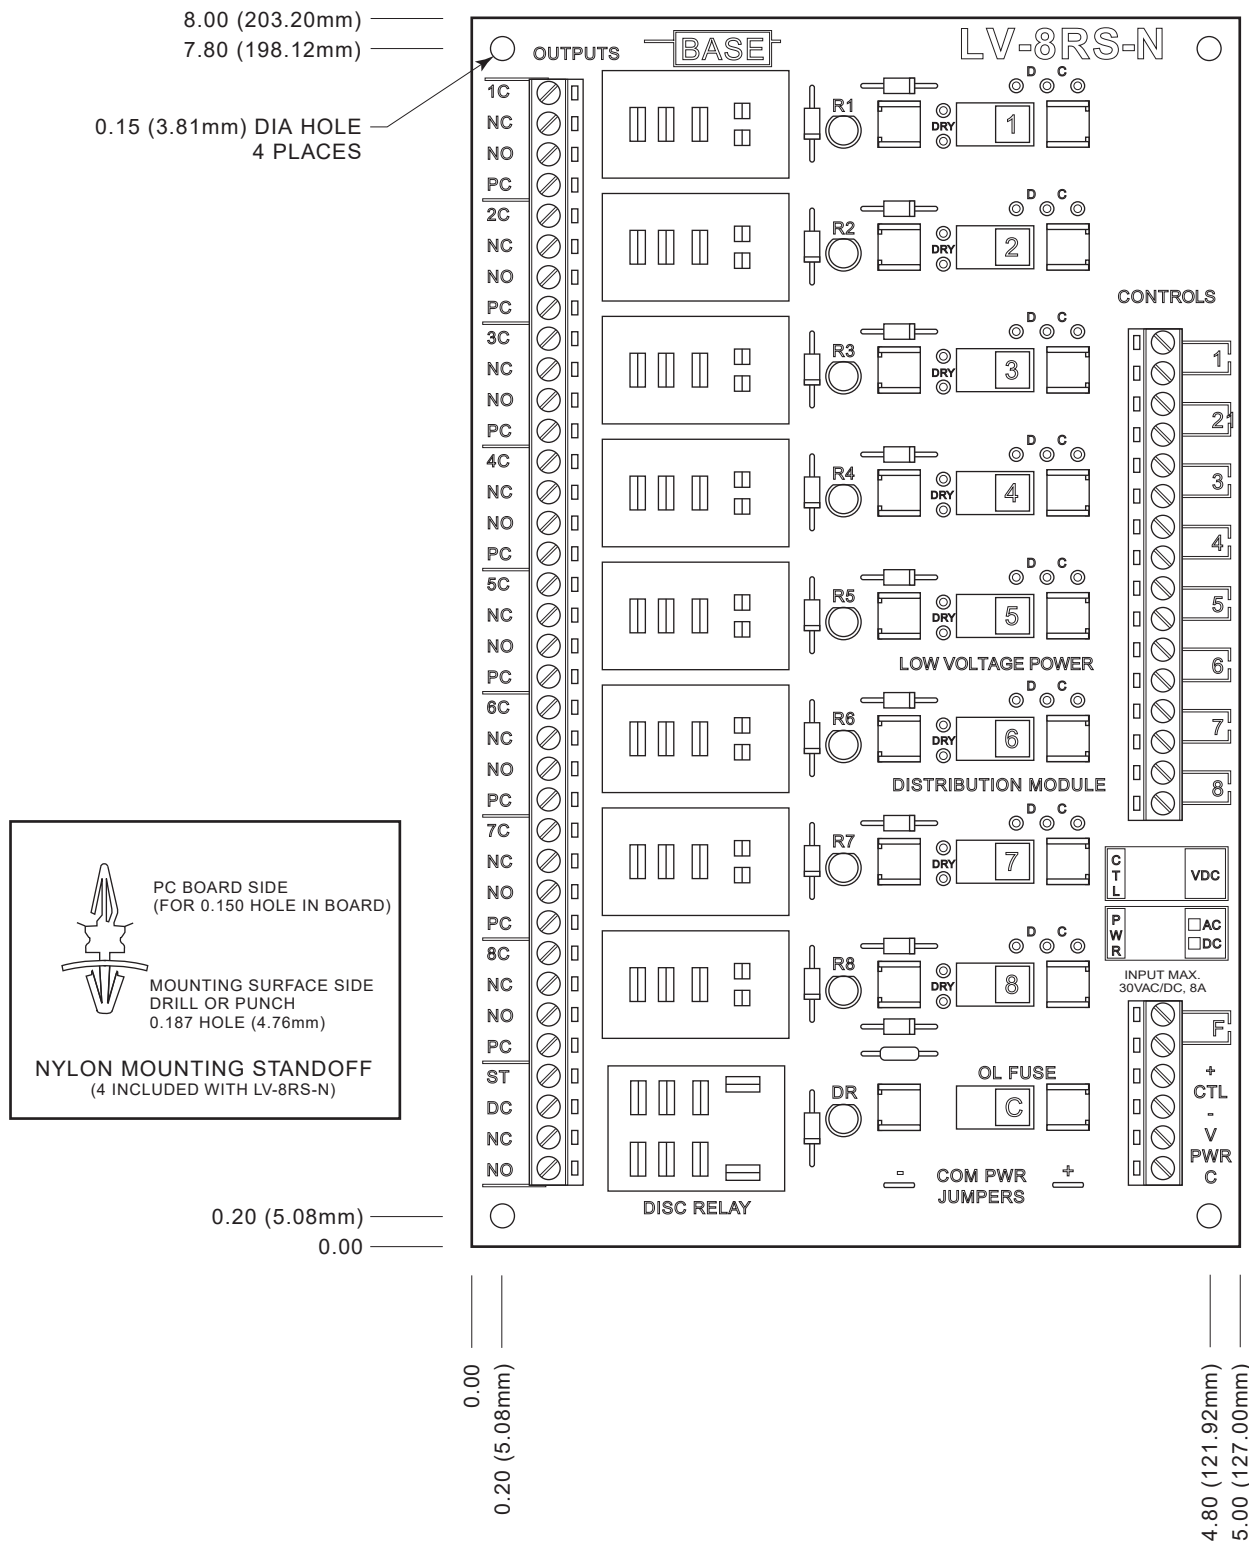 8.00 (203.20mm)
7.80 (198.12mm)
0.15 (3.81mm) DIA HOLE
4 PLACES
OUTPUTS
BASE
LV-8RS-N
1C
NC
NO
PC
R1
DRY
1
D C
2C
NC
NO
PC
R2
DRY
2
D C
3C
NC
NO
PC
R3
DRY
3
D C
4C
NC
NO
PC
R4
DRY
4
D C
5C
NC
NO
PC
R5
DRY
5
D C
LOW VOLTAGE POWER
6C
NC
NO
PC
R6
DRY
6
D C
DISTRIBUTION MODULE
7C
NC
NO
PC
R7
DRY
7
D C
8C
NC
NO
PC
R8
DRY
8
D C
ST
DC
NC
NO
DR
OL FUSE
C
DISC RELAY
- COM PWR +
JUMPERS
CONTROLS
1
2 1
3
4
5
6
7
8
CTL
VDC
PWR
AC
DC
INPUT MAX.
30VAC/DC, 8A
F
+
CTL
-
V
PWR
C
PC BOARD SIDE
(FOR 0.150 HOLE IN BOARD)
MOUNTING SURFACE SIDE
DRILL OR PUNCH
0.187 HOLE (4.76mm)
NYLON MOUNTING STANDOFF
(4 INCLUDED WITH LV-8RS-N)
0.20 (5.08mm)
0.00
0.00
0.20 (5.08mm)
4.80 (121.92mm)
5.00 (127.00mm)